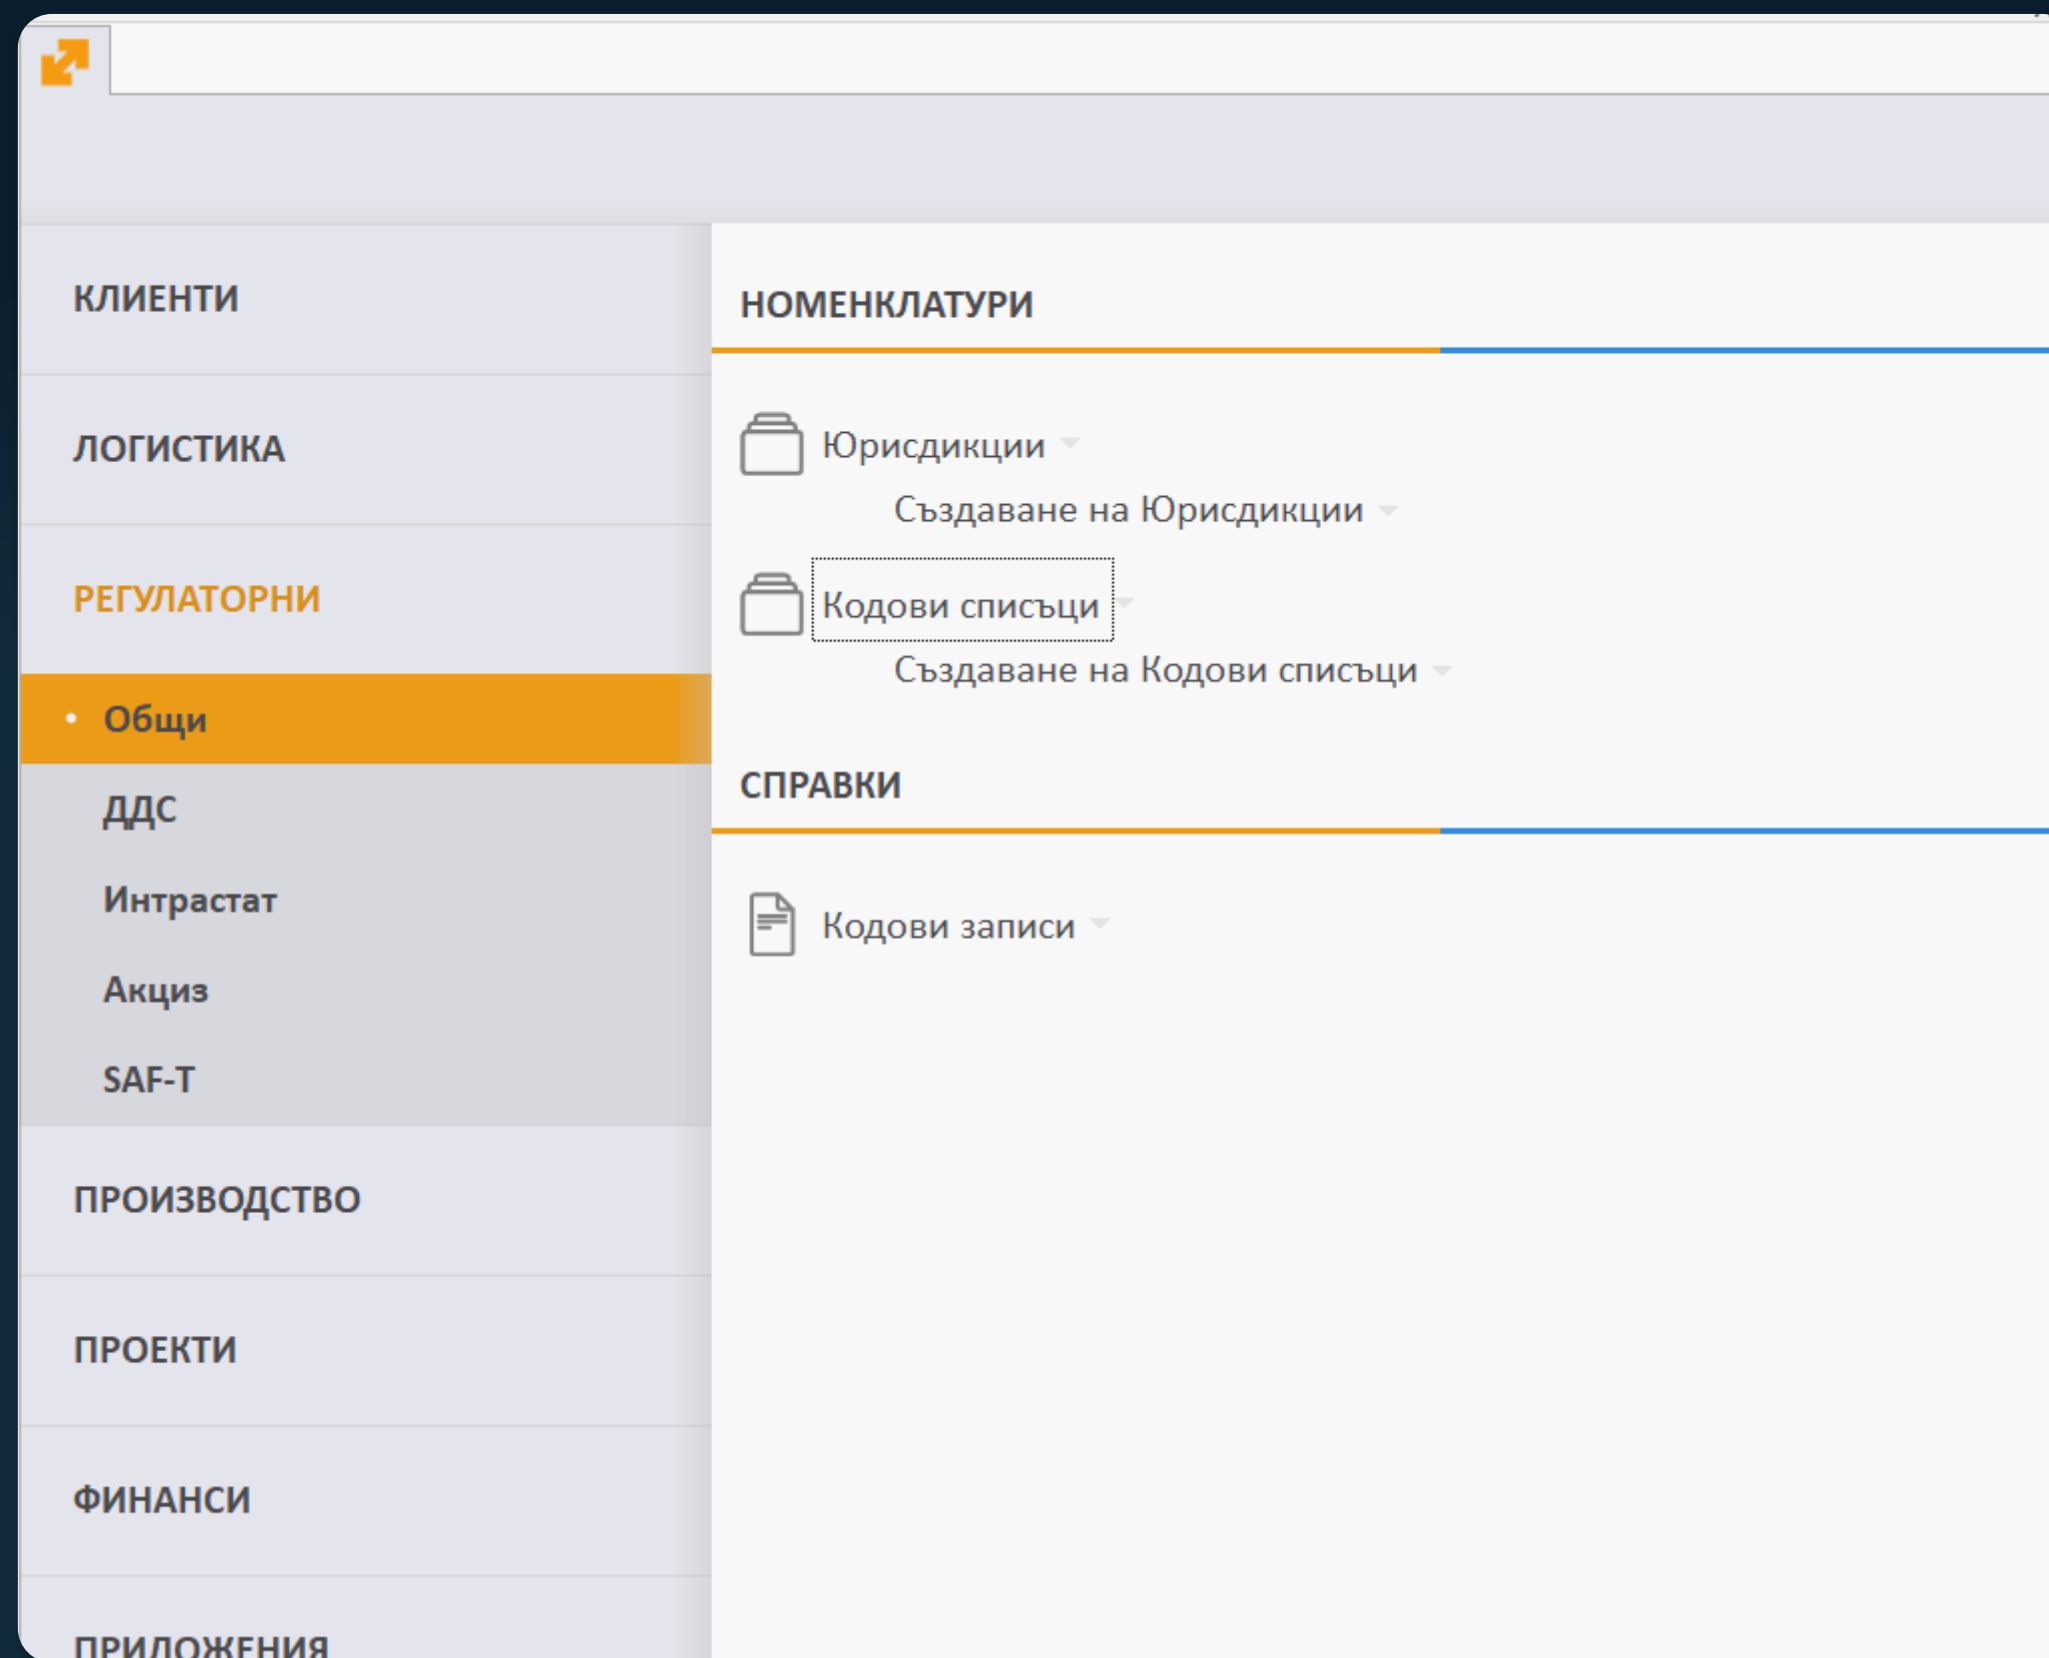 КЛИЕНТИ
ЛОГИСТИКА
РЕГУЛАТОРНИ
Общи
ДДС
Интрастат
Акциз
SAF-T
ПРОИЗВОДСТВО
ПРОЕКТИ
ФИНАНСИ
ПРИЛОЖЕНИЯ
НОМЕНКЛАТУРИ
Юрисдикции
Създаване на Юрисдикции
Кодови списъци
Създаване на Кодови списъци
СПРАВКИ
Кодови записи